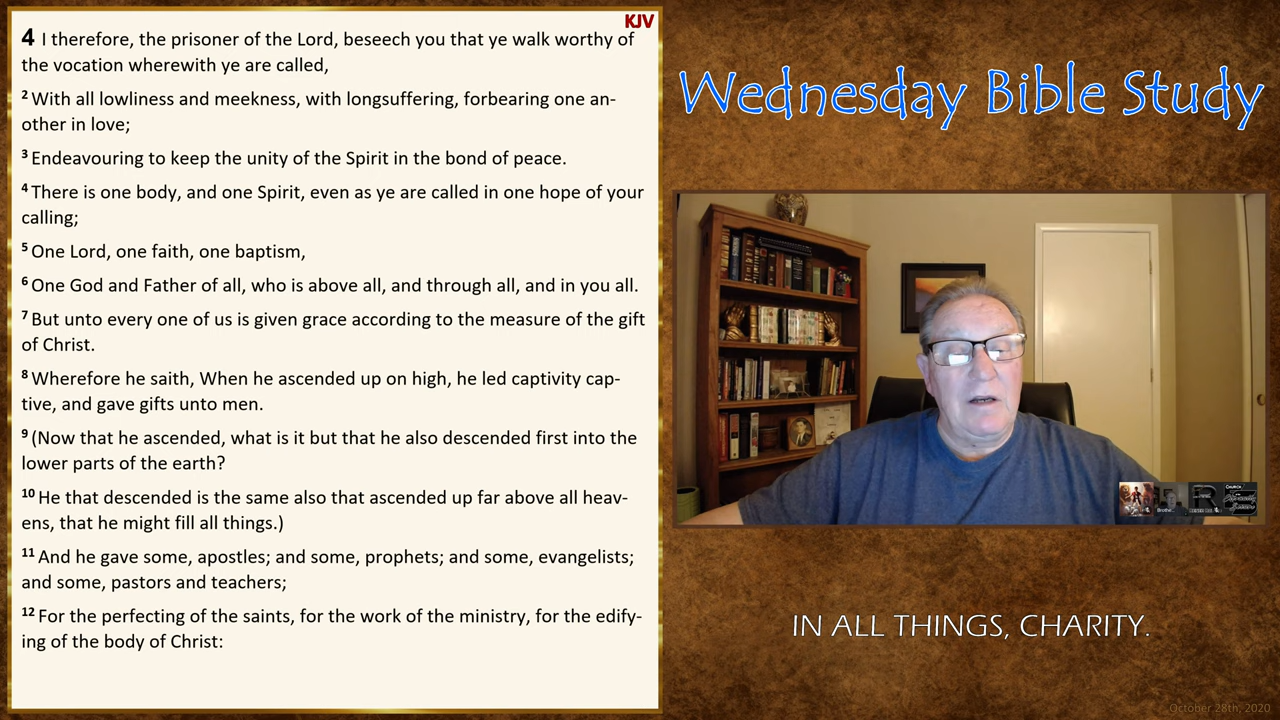 KJV
4 I therefore, the prisoner of the Lord, beseech you that ye walk worthy of
the vocation wherewith ye are called,
2 With all lowliness and meekness, with longsuffering, forbearing one an-
other in love;
3 Endeavouring to keep the unity of the Spirit in the bond of peace.
4 There is one body, and one Spirit, even as ye are called in one hope of your
calling;
5 One Lord, one faith, one baptism,
6 One God and Father of all, who is above all, and through all, and in you all.
7 But unto every one of us is given grace according to the measure of the gift
of Christ.
8 Wherefore he saith, When he ascended up on high, he led captivity cap-
tive, and gave gifts unto men.
9 (Now that he ascended, what is it but that he also descended first into the
lower parts of the earth?
10 He that descended is the same also that ascended up far above all heav-
ens, that he might fill all things.)
11 And he gave some, apostles; and some, prophets; and some, evangelists;
and some, pastors and teachers;
12 For the perfecting of the saints, for the work of the ministry, for the edify-
ing of the body of Christ:
Wednesday Bible Study
IN ALL THINGS, CHARITY.
October 28th, 2020